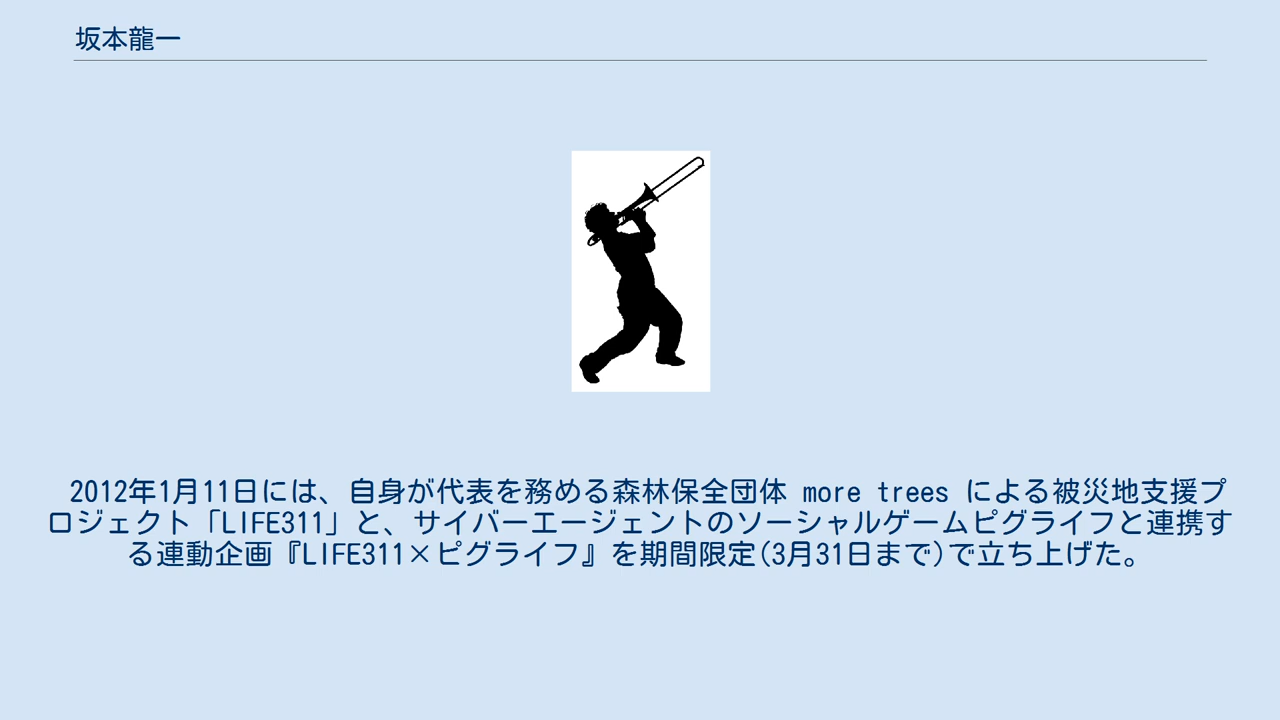 坂本龍一
2012年1月11日には、自身が代表を務める森林保全団体 more trees による被災地支援プ
ロジェクト「LIFE311」と、サイバーエージェントのソーシャルゲームピグライフと連携す
る連動企画『LIFE311×ピグライフ』を期間限定(3月31日まで)で立ち上げた。